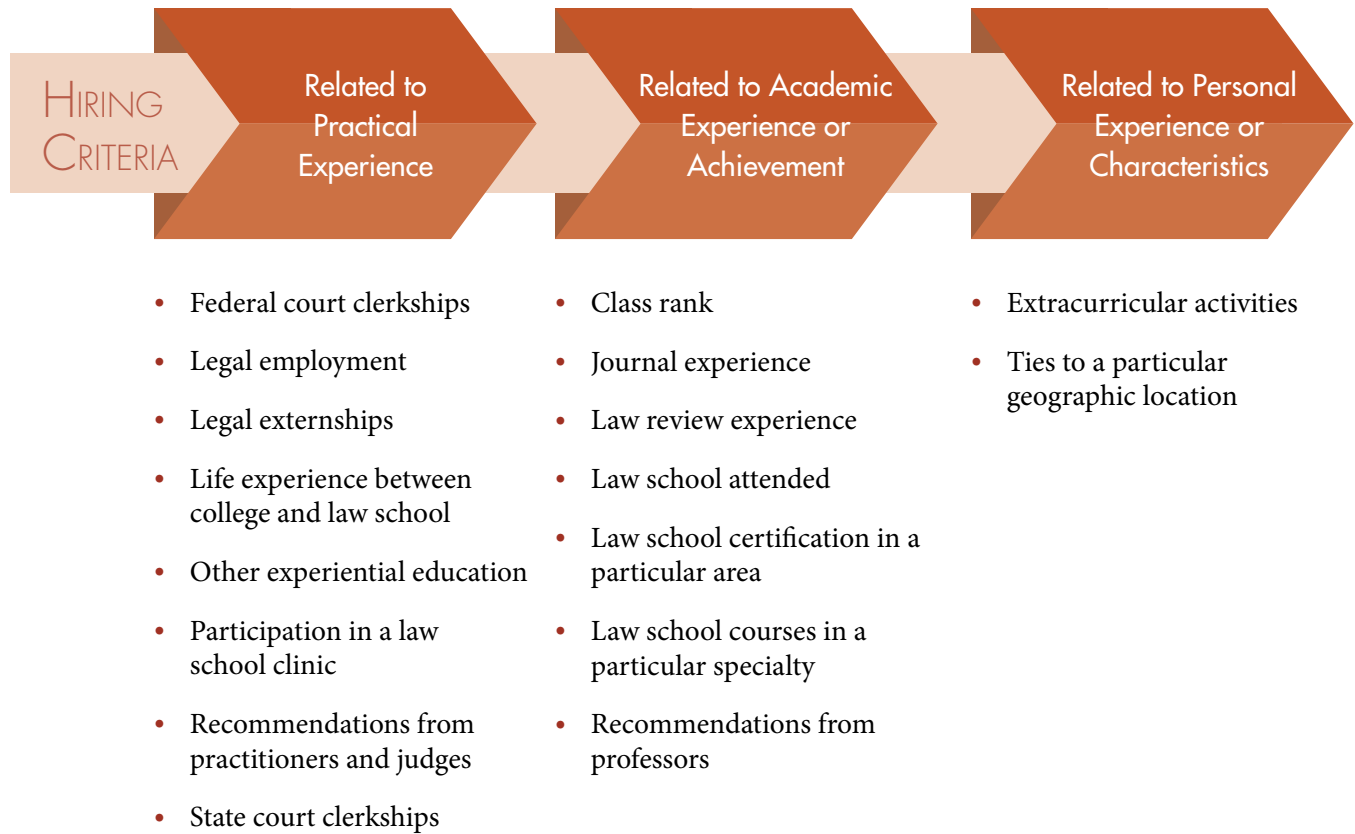 HIRING
CRITERIA
Related to
Practical
Experience
Related to Academic
Experience or
Achievement
Related to Personal
Experience or
Characteristics
• Federal court clerkships
• Legal employment
• Legal externships
• Life experience between
college and law school
• Other experiential education
• Participation in a law
school clinic
• Recommendations from
practitioners and judges
• State court clerkships
• Class rank
• Journal experience
• Law review experience
• Law school attended
• Law school certification in a
particular area
• Law school courses in a
particular specialty
• Recommendations from
professors
• Extracurricular activities
• Ties to a particular
geographic location